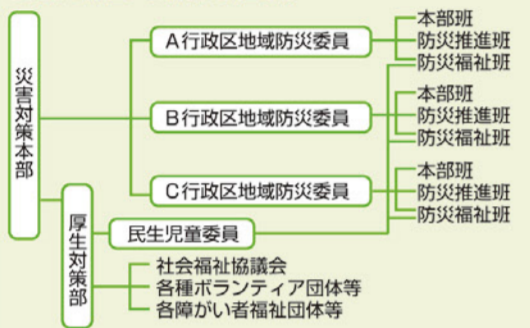 災害対策本部
A行政区地域防災委員
本部班
防災推進班
防災福祉班
B行政区地域防災委員
本部班
防災推進班
防災福祉班
C行政区地域防災委員
本部班
防災推進班
防災福祉班
厚生対策部
民生児童委員
社会福祉協議会
各種ボランティア団体等
各障がい者福祉団体等